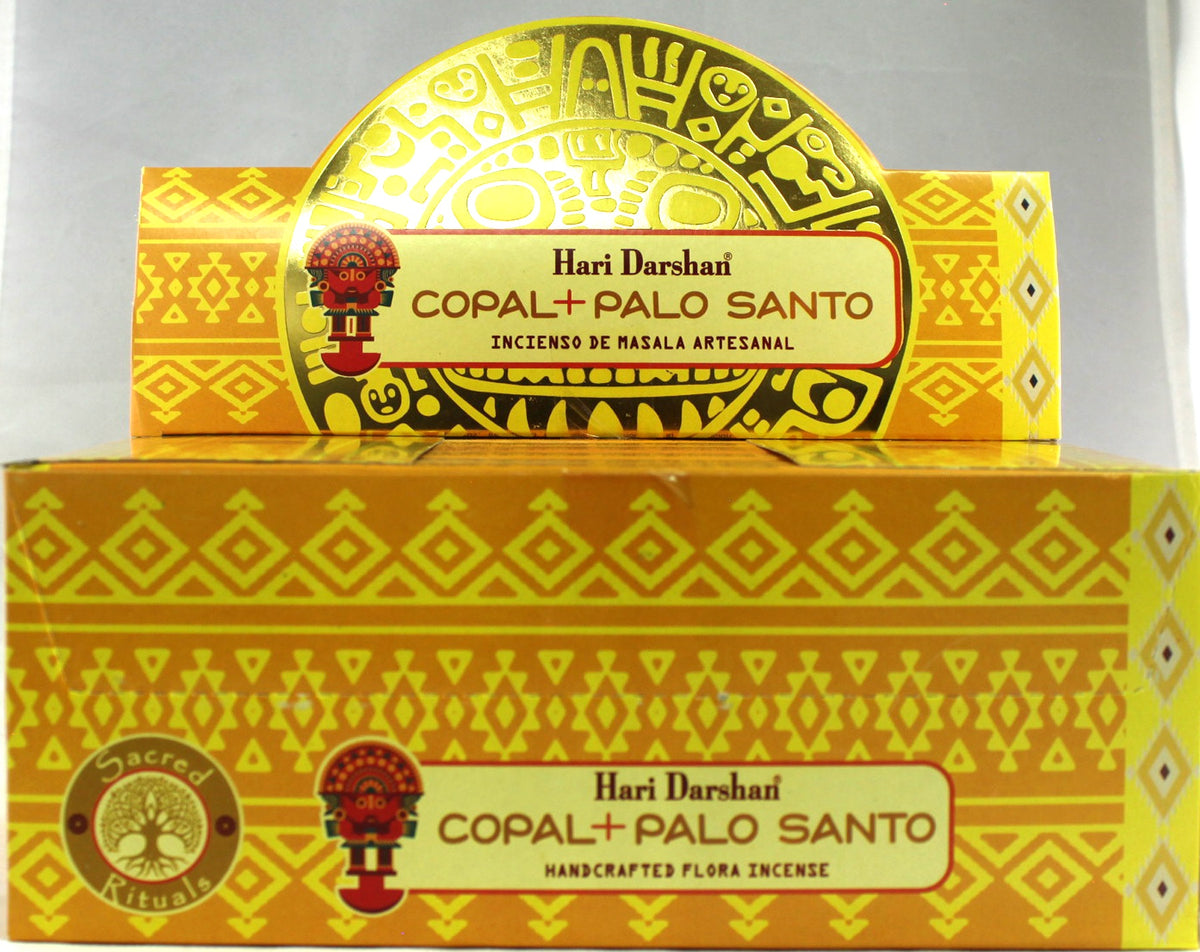 Hari Darshan®
COPAL+PALO SANTO
INCIENSO DE MASALA ARTESANAL
Sacred
Rituals
Hari Darshan®
COPAL+PALO SANTO
HANDCRAFTED FLORA INCENSE